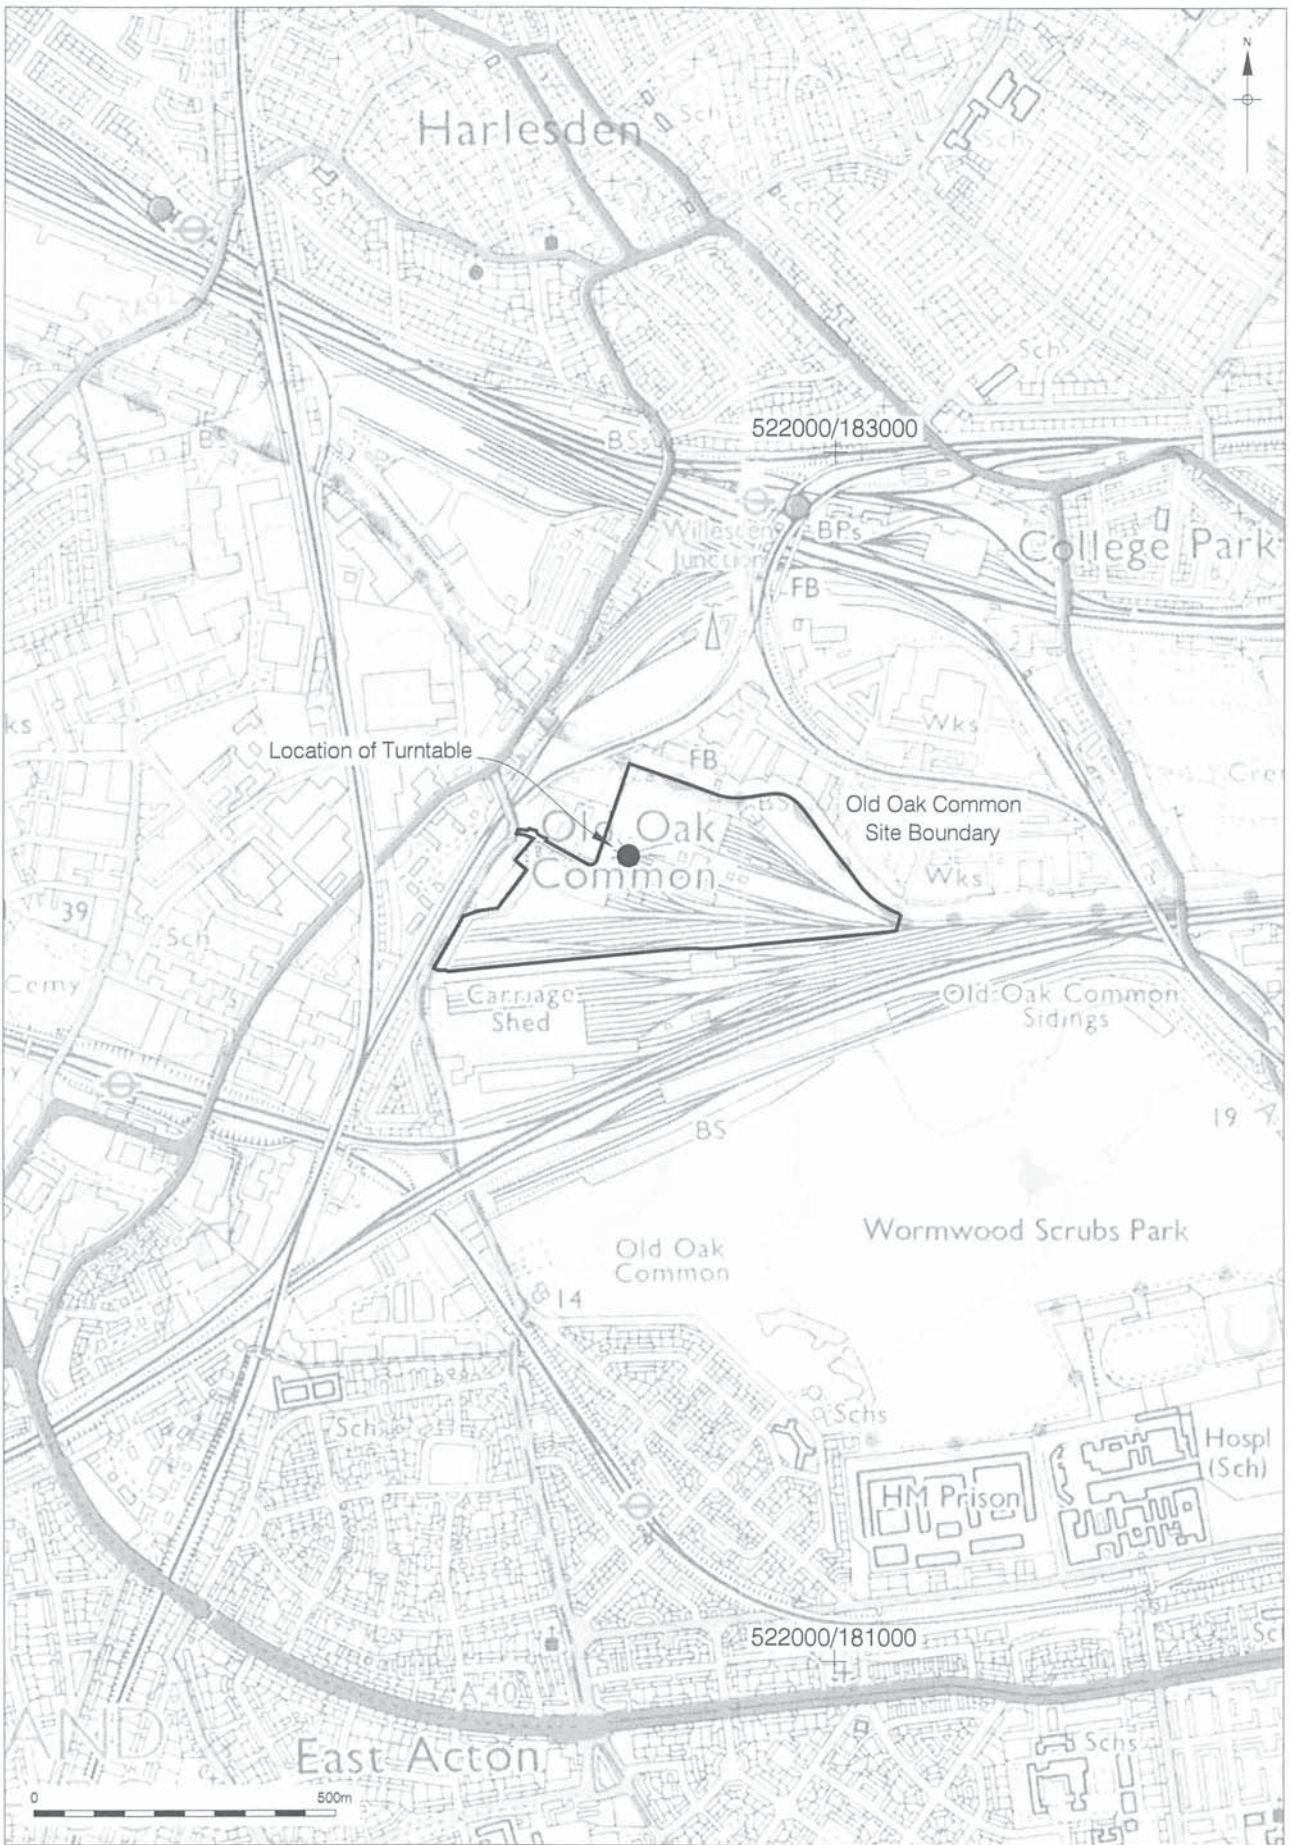 N
Harlesden
Sch
Sch
Sch
522000/183000
BSs
Willesden
Junction
BPs
FB
College Park
Wks
Location of Turntable
FB
BS
Old Oak Common
Site Boundary
Old Oak
Common
Wks
39
Sch
Cemy
Carriage
Shed
Old Oak Common
Sidings
BS
19
Wormwood Scrubs Park
Old Oak
Common
14
Sch
Schs
Hospl
(Sch)
HM Prison
522000/181000
A 40
AND
East Acton
Schs
0 500m